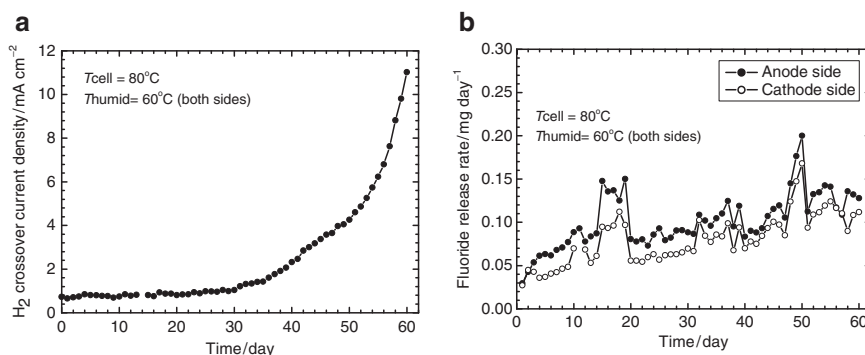 a
H2 crossover current density/mA cm−2
12
10
8
6
4
2
0
Tcell = 80°C
Thumid= 60°C (both sides)
0 10 20 30 40 50 60
Time/day
b
Fluoride release rate/mg day−1
0.30
0.25
0.20
0.15
0.10
0.05
0.00
Anode side
Cathode side
Tcell = 80°C
Thumid= 60°C (both sides)
0 10 20 30 40 50 60
Time/day